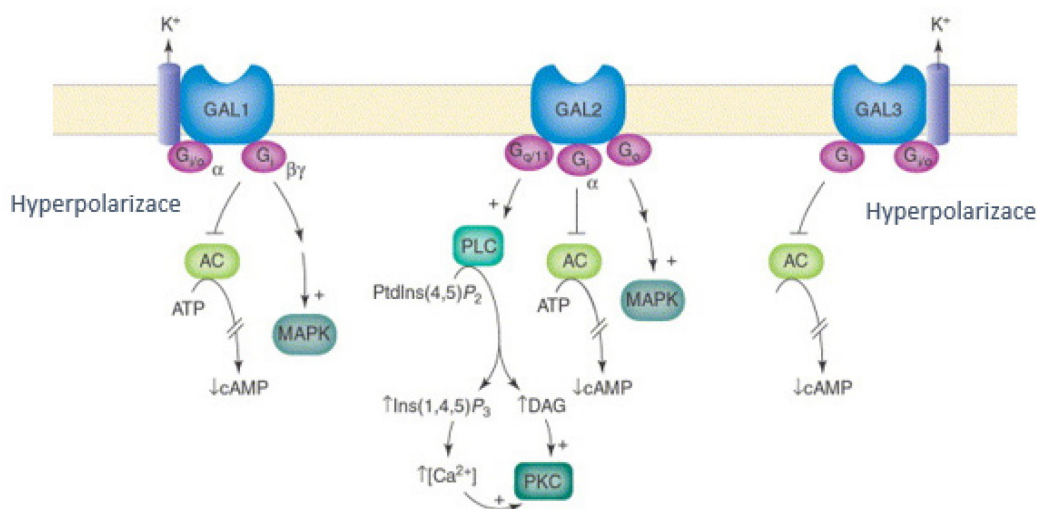 K⁺
K⁺
GAL1
GAL2
GAL3
Gi/o
α
Gi
βγ
Gq/11
Gi
α
Go
Gi
Gi/o
Hyperpolarizace
Hyperpolarizace
+
PLC
AC
AC
AC
ATP
+
MAPK
PtdIns(4,5)P₂
ATP
+
MAPK
↓cAMP
↑Ins(1,4,5)P₃
↑DAG
↓cAMP
↓cAMP
+
↑[Ca²⁺]
+
PKC